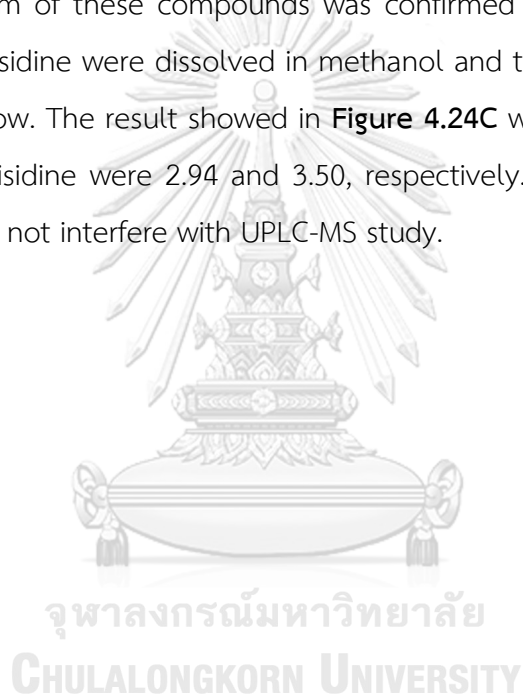 m of these compounds was confirmed
sidine were dissolved in methanol and t
ow. The result showed in Figure 4.24C w
isidine were 2.94 and 3.50, respectively.
not interfere with UPLC-MS study.
จุฬาลงกรณ์มหาวิทยาลัย
CHULALONGKORN UNIVERSITY